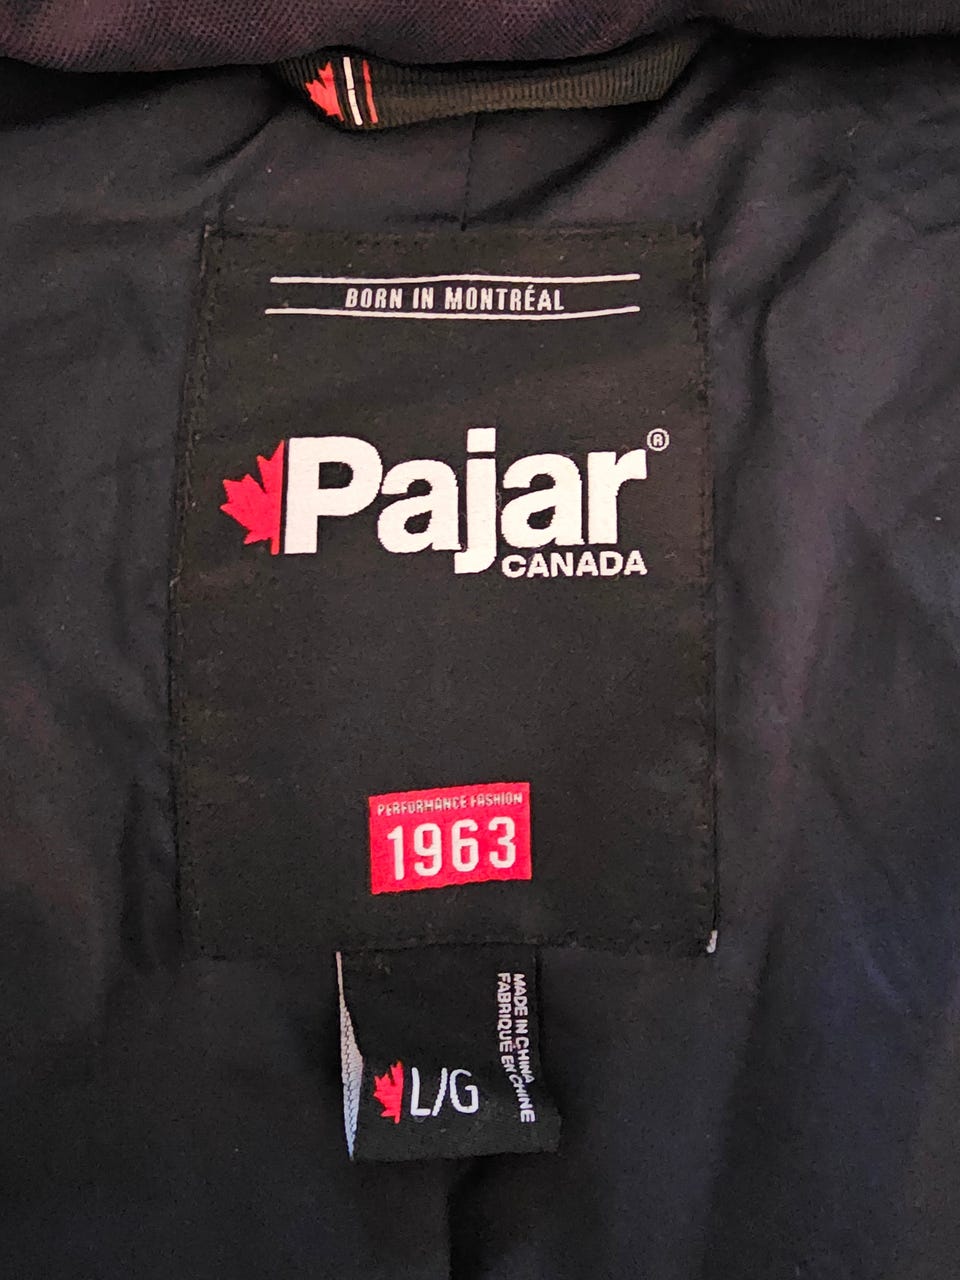 BORN IN MONTRÉAL
Pajar®
CANADA
PERFORMANCE FASHION
1963
L/G
MADE IN CHINA
FABRIQUÉ EN CHINE